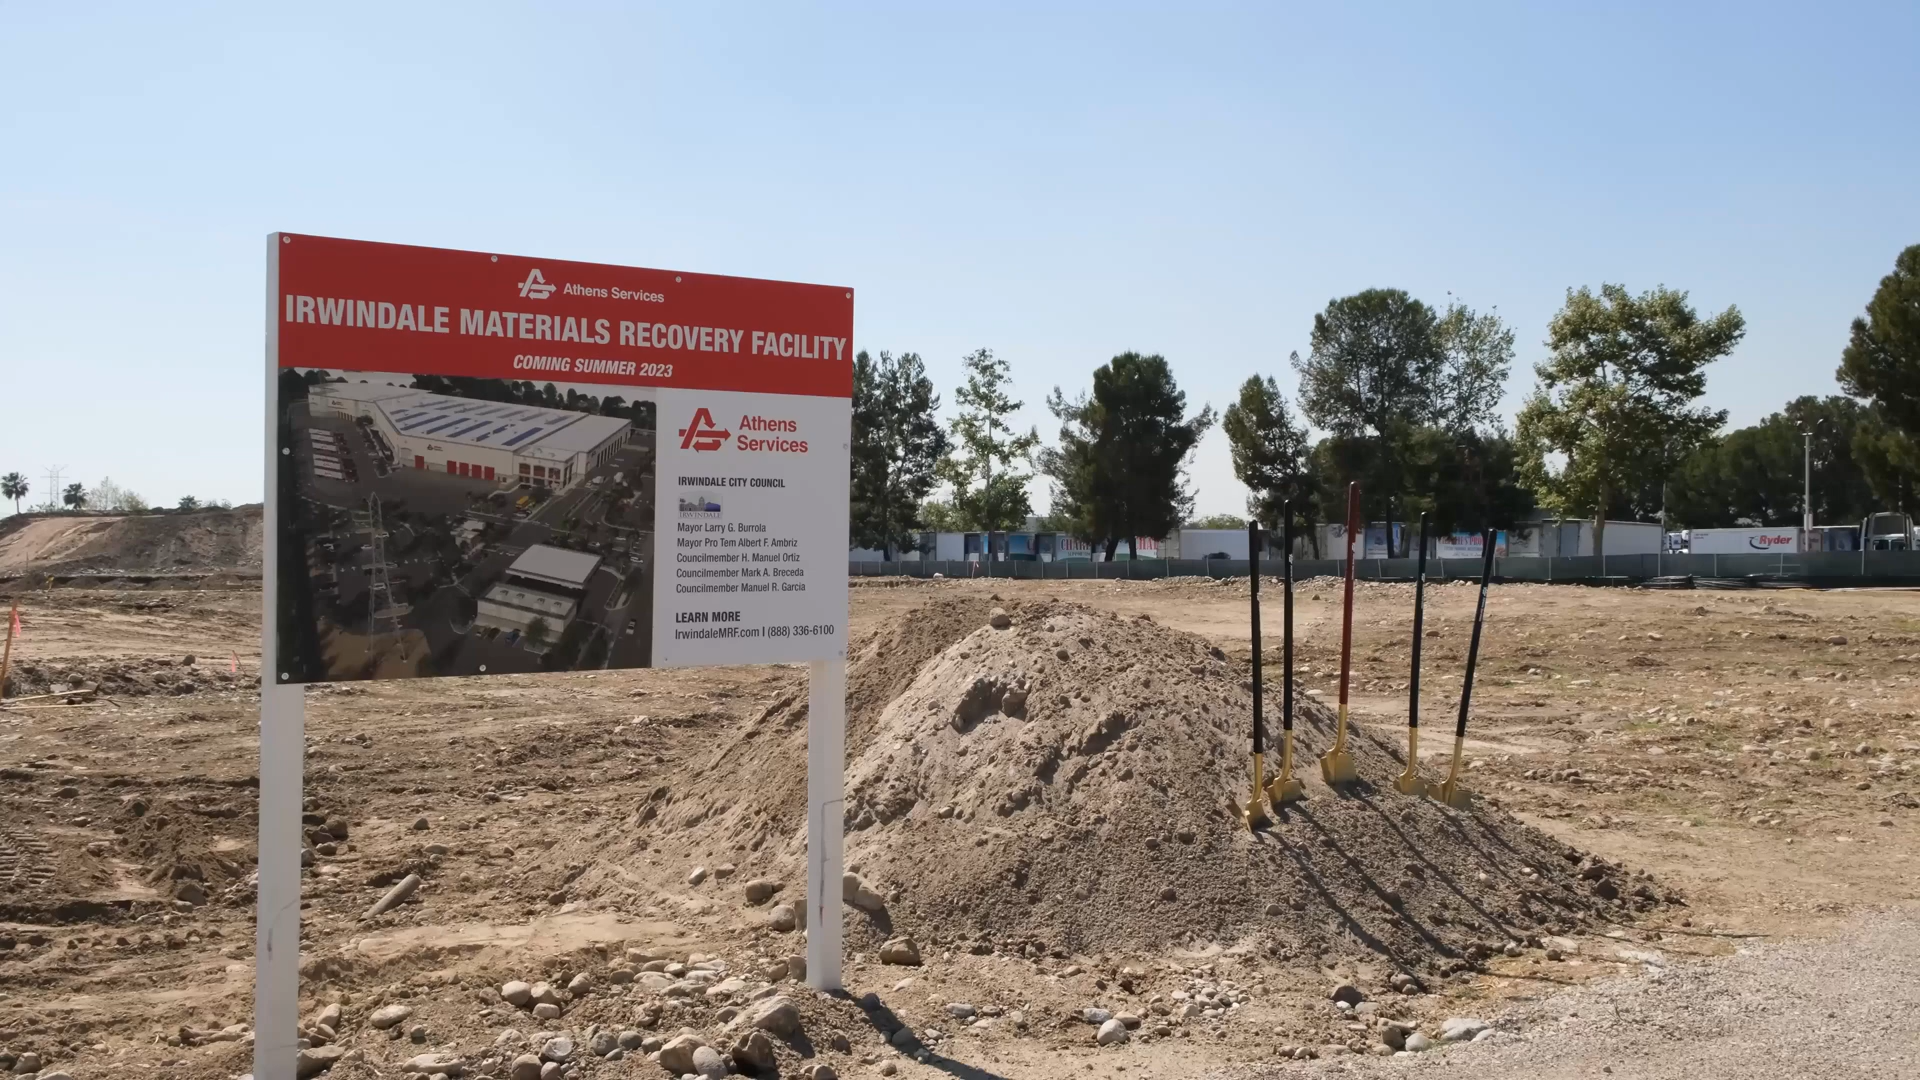 Athens Services
IRWINDALE MATERIALS RECOVERY FACILITY
COMING SUMMER 2023
Athens
Services
IRWINDALE CITY COUNCIL
IRWINDALE
Mayor Larry G. Burrola
Mayor Pro Tem Albert F. Ambriz
Councilmember H. Manuel Ortiz
Councilmember Mark A. Breceda
Councilmember Manuel R. Garcia
LEARN MORE
IrwindaleMRF.com | (888) 336-6100
Ryder